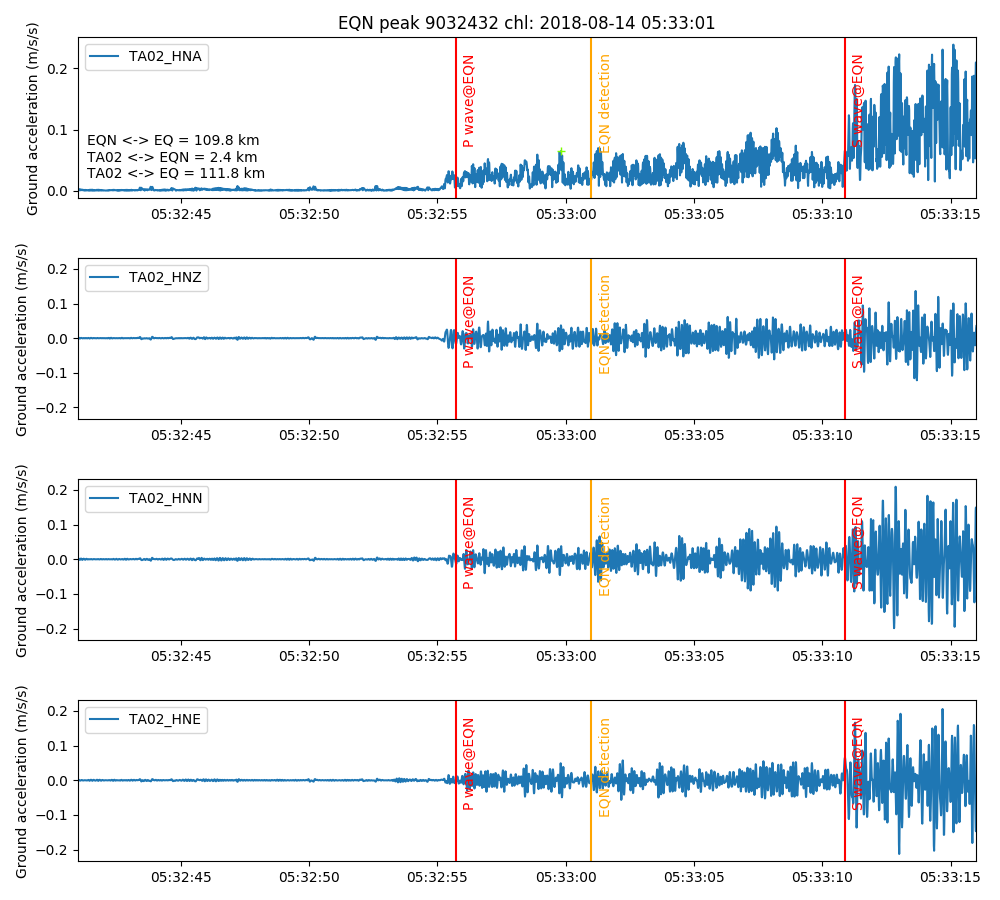 EQN peak 9032432 chl: 2018-08-14 05:33:01
Ground acceleration (m/s/s)
0.2
0.1
0.0
TA02_HNA
EQN <-> EQ = 109.8 km
TA02 <-> EQN = 2.4 km
TA02 <-> EQ = 111.8 km
P wave@EQN
EQN detection
S wave@EQN
05:32:45 05:32:50 05:32:55 05:33:00 05:33:05 05:33:10 05:33:15
Ground acceleration (m/s/s)
0.2
0.1
0.0
−0.1
−0.2
TA02_HNZ
P wave@EQN
EQN detection
S wave@EQN
05:32:45 05:32:50 05:32:55 05:33:00 05:33:05 05:33:10 05:33:15
Ground acceleration (m/s/s)
0.2
0.1
0.0
−0.1
−0.2
TA02_HNN
P wave@EQN
EQN detection
S wave@EQN
05:32:45 05:32:50 05:32:55 05:33:00 05:33:05 05:33:10 05:33:15
Ground acceleration (m/s/s)
0.2
0.1
0.0
−0.1
−0.2
TA02_HNE
P wave@EQN
EQN detection
S wave@EQN
05:32:45 05:32:50 05:32:55 05:33:00 05:33:05 05:33:10 05:33:15